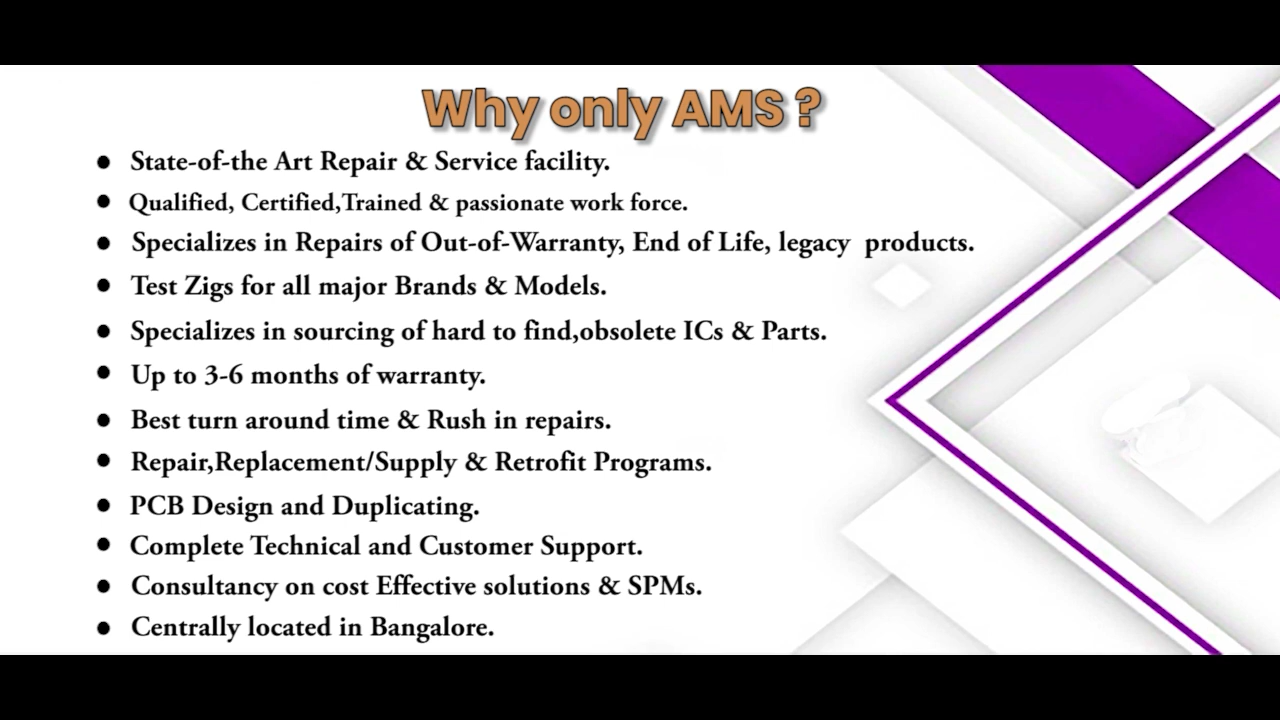 Why only AMS ?
● State-of-the Art Repair & Service facility.
● Qualified, Certified,Trained & passionate work force.
● Specializes in Repairs of Out-of-Warranty, End of Life, legacy  products.
● Test Zigs for all major Brands & Models.
● Specializes in sourcing of hard to find,obsolete ICs & Parts.
● Up to 3-6 months of warranty.
● Best turn around time & Rush in repairs.
● Repair,Replacement/Supply & Retrofit Programs.
● PCB Design and Duplicating.
● Complete Technical and Customer Support.
● Consultancy on cost Effective solutions & SPMs.
● Centrally located in Bangalore.